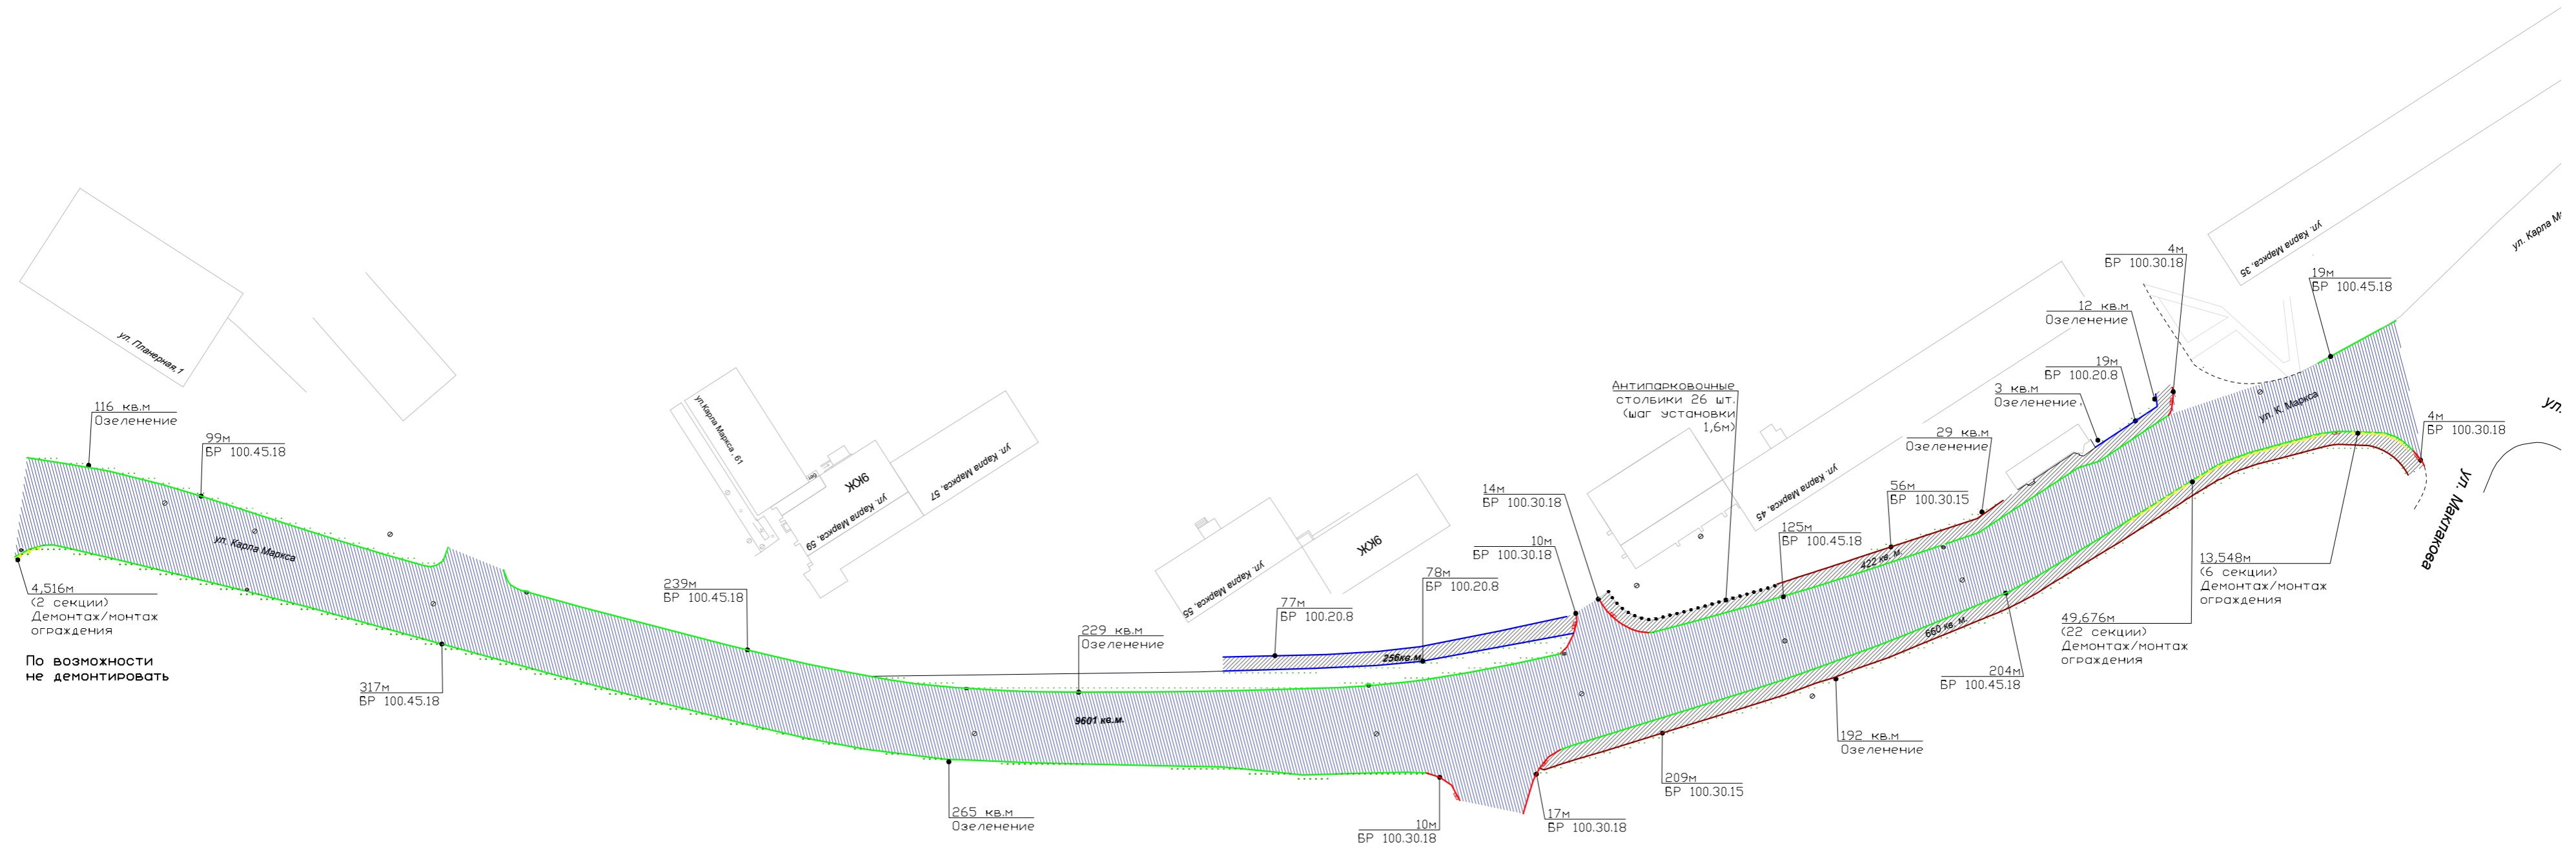 ул. Планерная,1
116 кв.м
Озеленение
99м
БР 100.45.18
ул. Карла Маркса
4,516м
(2 секции)
Демонтаж/монтаж
ограждения
По возможности
не демонтировать
317м
БР 100.45.18
239м
БР 100.45.18
ул.Карла Маркса , 61
9КЖ
ул. Карла Маркса, 59
ул. Карла Маркса, 57
229 кв.м
Озеленение
9601 кв.м.
265 кв.м
Озеленение
77м
БР 100.20.8
78м
БР 100.20.8
256кв.м.
ул. Карла Маркса, 55
9КЖ
10м
БР 100.30.18
14м
БР 100.30.18
10м
БР 100.30.18
17м
БР 100.30.18
Антипарковочные
столбики 26 шт.
(шаг установки
1,6м)
ул. Карла Маркса, 45
125м
БР 100.45.18
56м
БР 100.30.15
422 кв. м.
29 кв.м
Озеленение
3 кв.м
Озеленение
19м
БР 100.20.8
12 кв.м
Озеленение
4м
БР 100.30.18
ул. Карла Маркса, 35
19м
БР 100.45.18
ул. К. Маркса
ул. Карла М
4м
БР 100.30.18
ул.
ул. Маклакова
13,548м
(6 секции)
Демонтаж/монтаж
ограждения
49,676м
(22 секции)
Демонтаж/монтаж
ограждения
204м
БР 100.45.18
660 кв. м.
192 кв.м
Озеленение
209м
БР 100.30.15